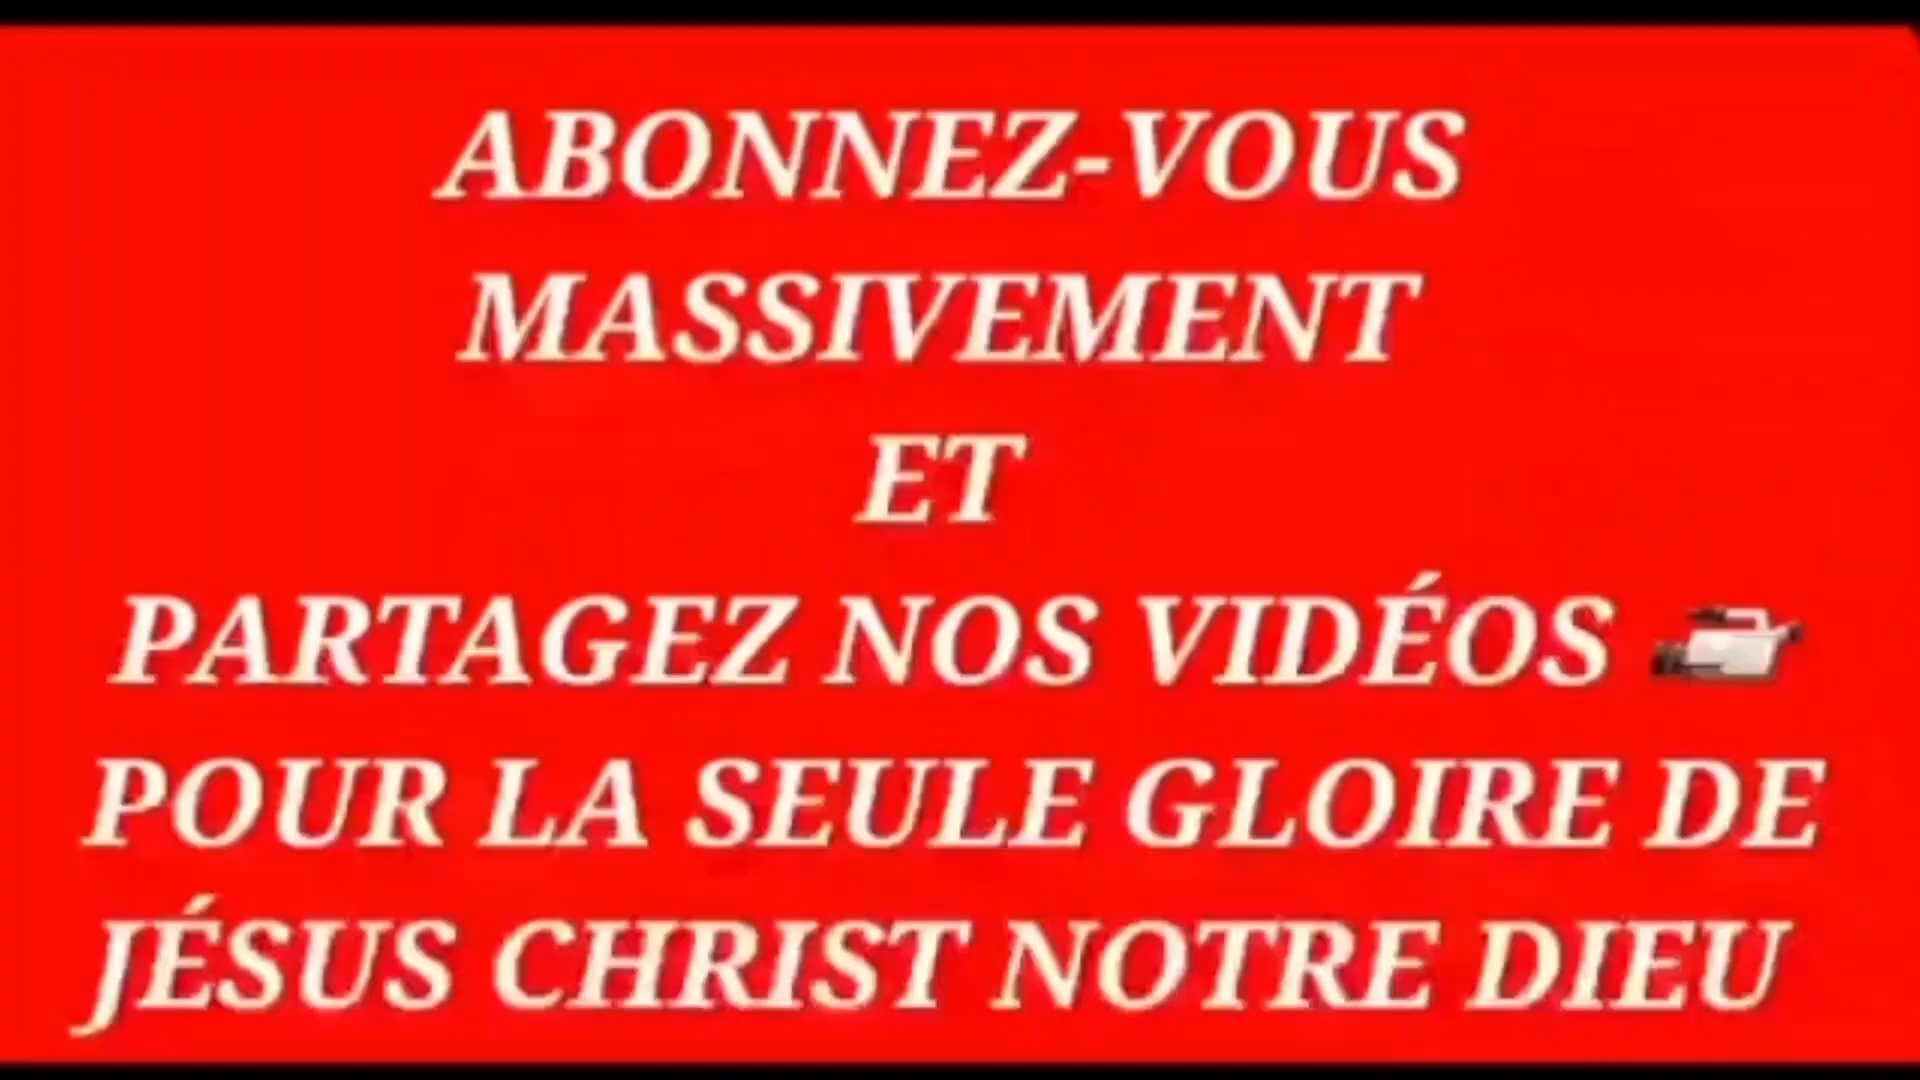 ABONNEZ-VOUS
MASSIVEMENT
ET
PARTAGEZ NOS VIDÉOS
POUR LA SEULE GLOIRE DE
JÉSUS CHRIST NOTRE DIEU